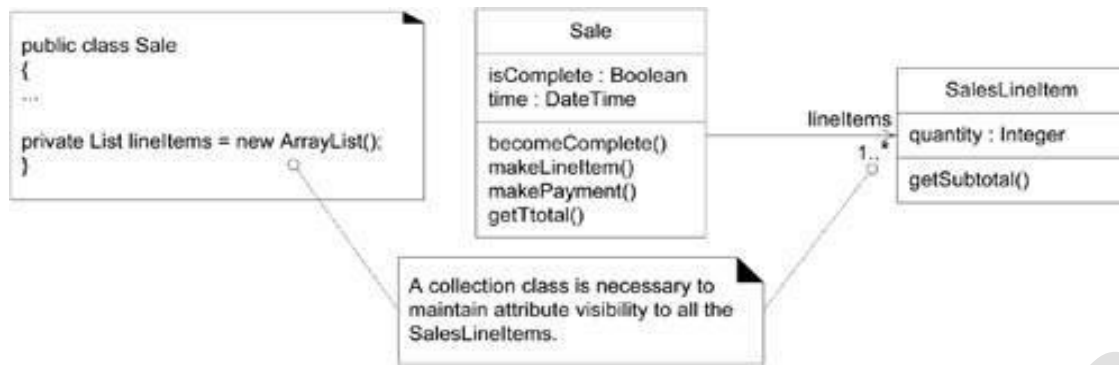 public class Sale
{
...
private List lineItems = new ArrayList();
}
Sale
isComplete : Boolean
time : DateTime
becomeComplete()
makeLineItem()
makePayment()
getTtotal()
lineItems
1..*
SalesLineItem
quantity : Integer
getSubtotal()
A collection class is necessary to
maintain attribute visibility to all the
SalesLineItems.